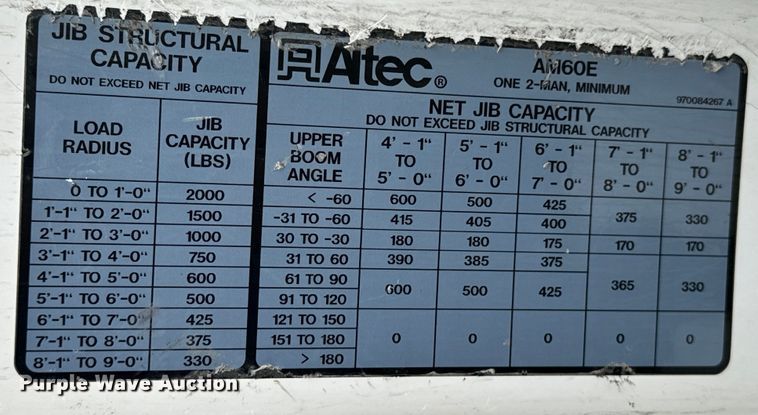 JIB STRUCTURAL
CAPACITY
DO NOT EXCEED NET JIB CAPACITY
LOAD RADIUS JIB CAPACITY (LBS)
0 TO 1'-0" 2000
1'-1" TO 2'-0" 1500
2'-1" TO 3'-0" 1000
3'-1" TO 4'-0" 750
4'-1" TO 5'-0" 600
5'-1" TO 6'-0" 500
6'-1" TO 7'-0" 425
7'-1" TO 8'-0" 375
8'-1" TO 9'-0" 330
Altec®
AM60E
ONE 2-MAN, MINIMUM
970084267 A
NET JIB CAPACITY
DO NOT EXCEED JIB STRUCTURAL CAPACITY
UPPER 4' - 1" 5' - 1" 6' - 1" 7' - 1" 8' - 1"
BOOM TO TO TO TO TO
ANGLE 5' - 0" 6' - 0" 7' - 0" 8' - 0" 9' - 0"
< -60 600 500 425
-31 TO -60 415 405 400 375 330
30 TO -30 180 180 175 170 170
31 TO 60 390 385 375
61 TO 90
91 TO 120 600 500 425 365 330
121 TO 150
151 TO 180 0 0 0 0 0
> 180
Purple Wave Auction